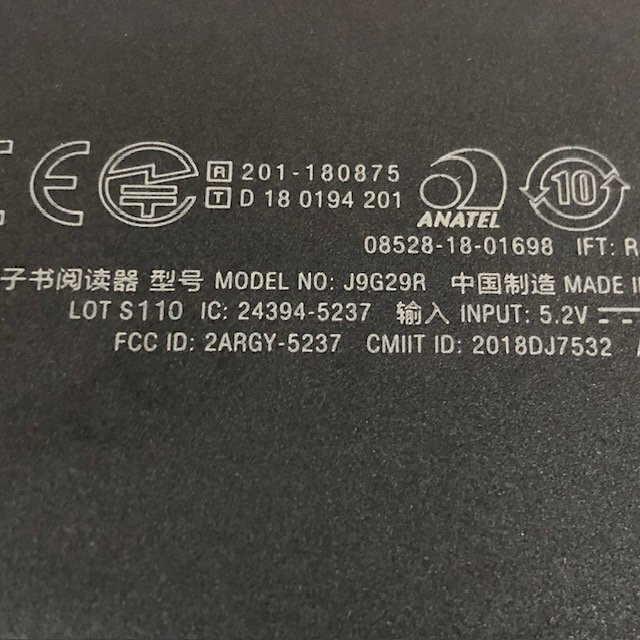 CE
R 201-180875
T D 18 0194 201
ANATEL
10
08528-18-01698 IFT: R
子书阅读器 型号 MODEL NO: J9G29R 中国制造 MADE I
LOT S110 IC: 24394-5237 输入 INPUT: 5.2V
FCC ID: 2ARGY-5237 CMIIT ID: 2018DJ7532